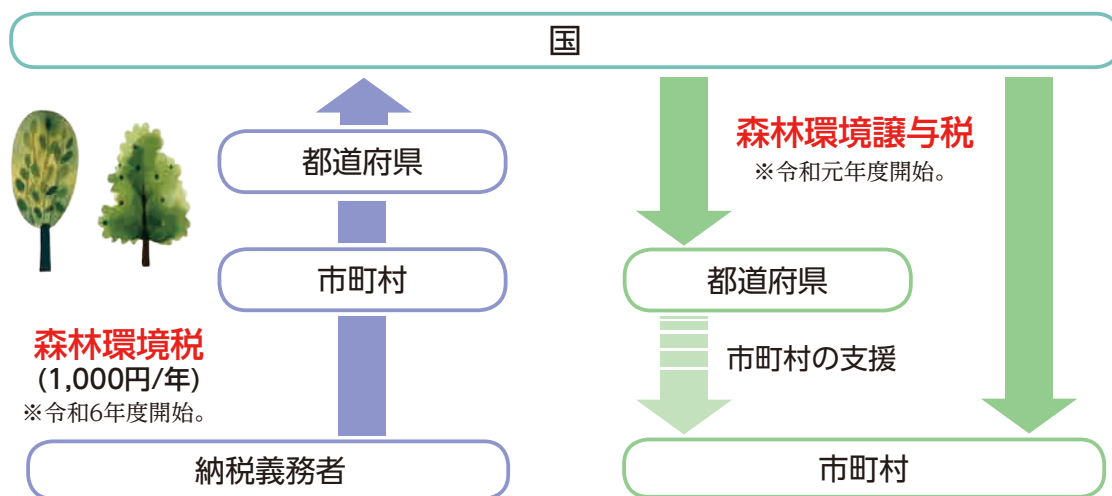 国
都道府県
市町村
森林環境税
(1,000円/年)
※令和6年度開始。
納税義務者
森林環境譲与税
※令和元年度開始。
都道府県
市町村の支援
市町村